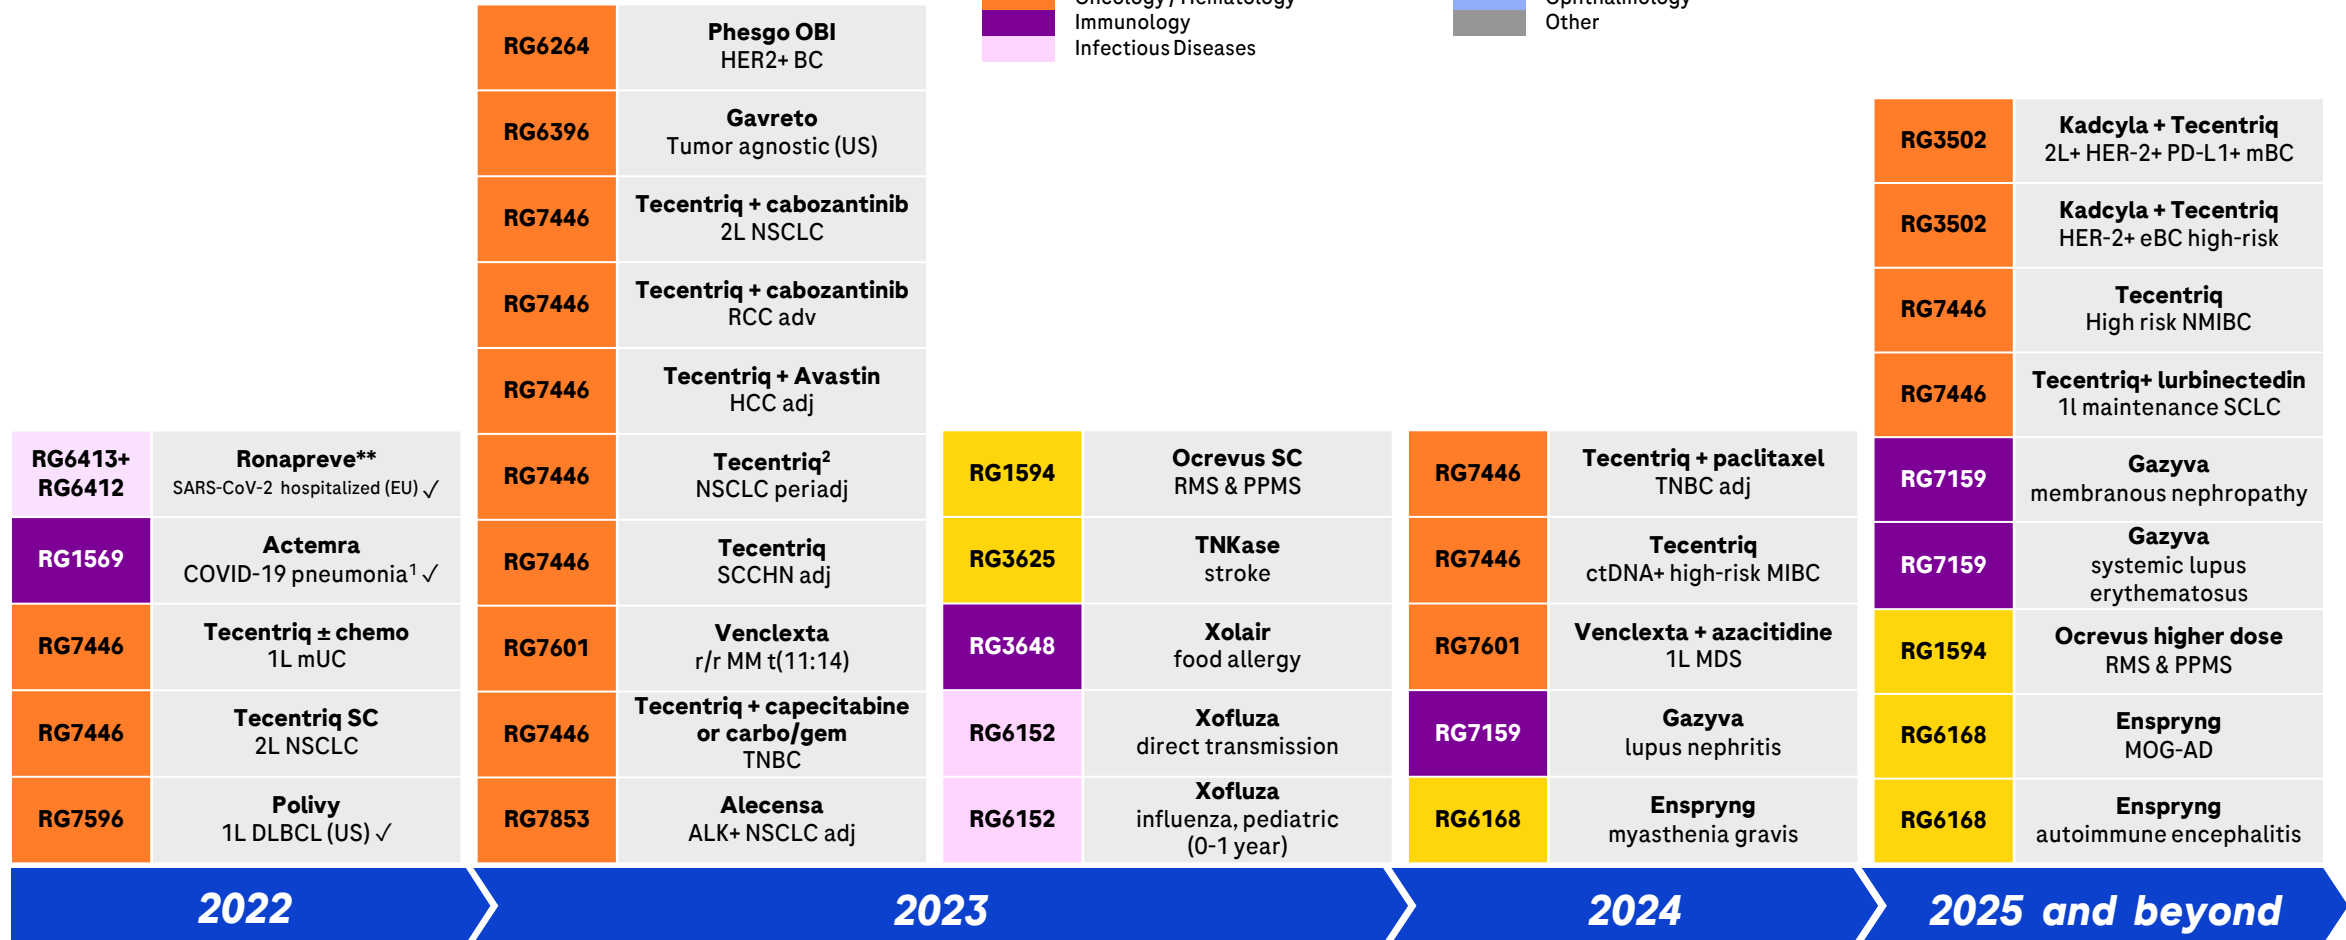 Oncology / Hematology
Immunology
Infectious Diseases
Ophthalmology
Other
RG6413+
RG6412
Ronapreve**
SARS-CoV-2 hospitalized (EU) ✓
RG1569
Actemra
COVID-19 pneumonia¹ ✓
RG7446
Tecentriq ± chemo
1L mUC
RG7446
Tecentriq SC
2L NSCLC
RG7596
Polivy
1L DLBCL (US) ✓
RG6264
Phesgo OBI
HER2+ BC
RG6396
Gavreto
Tumor agnostic (US)
RG7446
Tecentriq + cabozantinib
2L NSCLC
RG7446
Tecentriq + cabozantinib
RCC adv
RG7446
Tecentriq + Avastin
HCC adj
RG7446
Tecentriq²
NSCLC periadj
RG7446
Tecentriq
SCCHN adj
RG7601
Venclexta
r/r MM t(11:14)
RG7446
Tecentriq + capecitabine
or carbo/gem
TNBC
RG7853
Alecensa
ALK+ NSCLC adj
RG1594
Ocrevus SC
RMS & PPMS
RG3625
TNKase
stroke
RG3648
Xolair
food allergy
RG6152
Xofluza
direct transmission
RG6152
Xofluza
influenza, pediatric
(0-1 year)
RG7446
Tecentriq + paclitaxel
TNBC adj
RG7446
Tecentriq
ctDNA+ high-risk MIBC
RG7601
Venclexta + azacitidine
1L MDS
RG7159
Gazyva
lupus nephritis
RG6168
Enspryng
myasthenia gravis
RG3502
Kadcyla + Tecentriq
2L+ HER-2+ PD-L1+ mBC
RG3502
Kadcyla + Tecentriq
HER-2+ eBC high-risk
RG7446
Tecentriq
High risk NMIBC
RG7446
Tecentriq+ lurbinectedin
1l maintenance SCLC
RG7159
Gazyva
membranous nephropathy
RG7159
Gazyva
systemic lupus
erythematosus
RG1594
Ocrevus higher dose
RMS & PPMS
RG6168
Enspryng
MOG-AD
RG6168
Enspryng
autoimmune encephalitis
2022
2023
2024
2025 and beyond